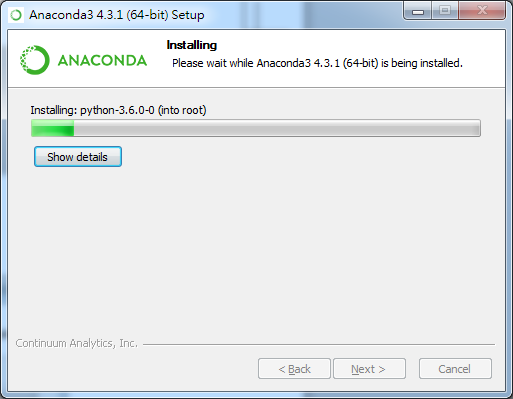 Anaconda3 4.3.1 (64-bit) Setup
Installing
Please wait while Anaconda3 4.3.1 (64-bit) is being installed.
ANACONDA
Installing: python-3.6.0-0 (into root)
Show details
Continuum Analytics, Inc.
< Back
Next >
Cancel